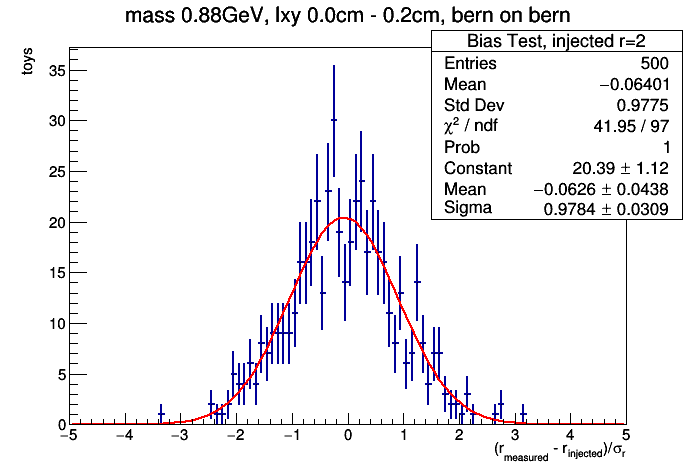 mass 0.88GeV, lxy 0.0cm - 0.2cm, bern on bern
Bias Test, injected r=2
Entries 500
Mean −0.06401
Std Dev 0.9775
χ² / ndf 41.95 / 97
Prob 1
Constant 20.39 ± 1.12
Mean −0.0626 ± 0.0438
Sigma 0.9784 ± 0.0309
toys
35
30
25
20
15
10
5
0
−5 −4 −3 −2 −1 0 1 2 3 4 5
(r_measured - r_injected)/σ_r